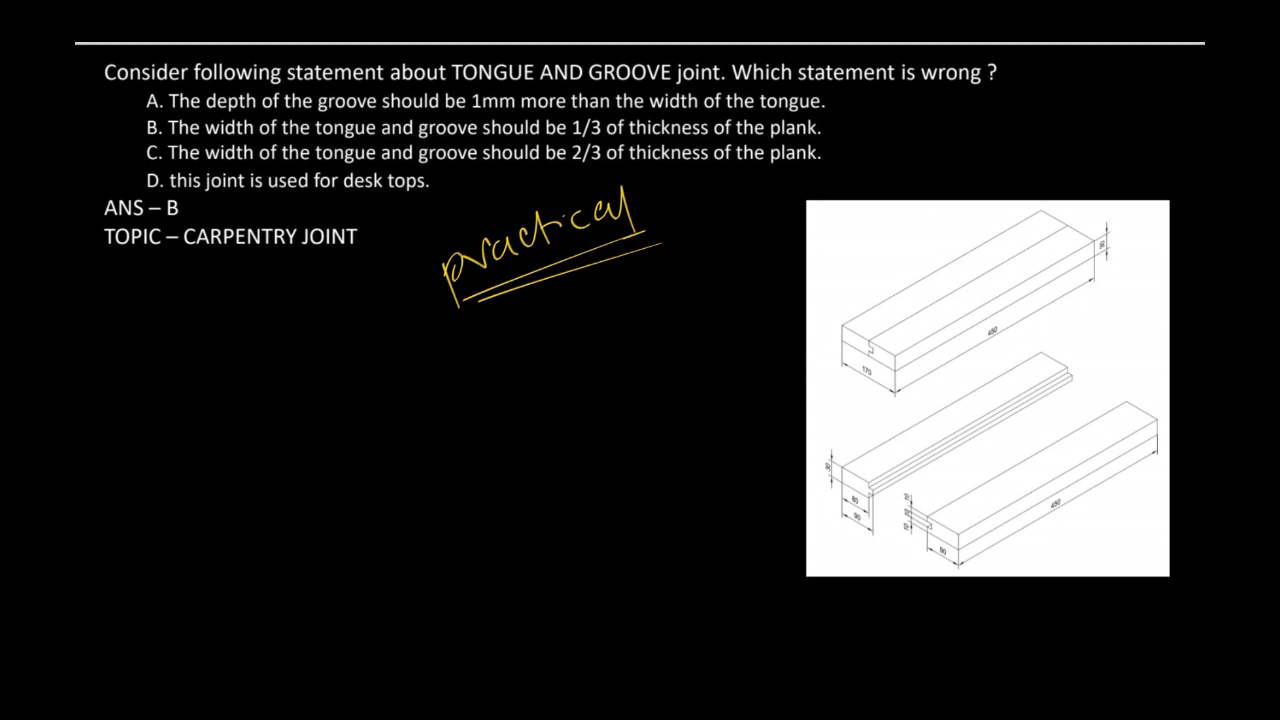 Consider following statement about TONGUE AND GROOVE joint. Which statement is wrong ?
A. The depth of the groove should be 1mm more than the width of the tongue.
B. The width of the tongue and groove should be 1/3 of thickness of the plank.
C. The width of the tongue and groove should be 2/3 of thickness of the plank.
D. this joint is used for desk tops.
ANS – B
TOPIC – CARPENTRY JOINT
practical
450
170
80
90
450
90